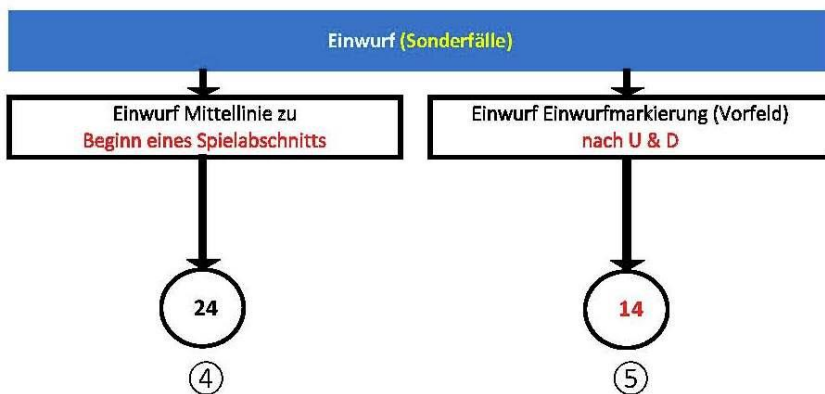 Einwurf (Sonderfälle)
Einwurf Mittellinie zu
Beginn eines Spielabschnitts
Einwurf Einwurfmarkierung (Vorfeld)
nach U & D
24
14
④
⑤